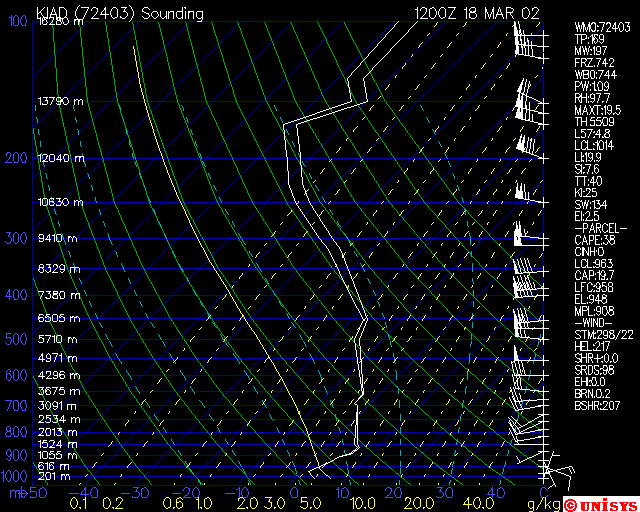 KIAD (72403) Sounding 1200Z 18 MAR 02
100 16280 m
13790 m
200 12040 m
10630 m
300 9410 m
8329 m
400 7380 m
6505 m
500 5710 m
4971 m
600 4296 m
3675 m
700 3091 m
2534 m
800 2013 m
1524 m
900 1055 m
616 m
1000 201 m
mb -50 -40 -30 -20 -10 0 10 20 30 40
0.1 0.2 0.6 1.0 2.0 3.0 5.0 10.0 20.0 40.0 g/kg
WMO:72403
TP:169
MW:197
FRZ:742
WB0:744
PW:1.09
RH:97.7
MAXT:19.5
TH:5509
L57:4.8
LCL:1014
LI:19.9
SI:7.6
TT:40
KI:25
SW:134
EI:2.5
-PARCEL-
CAPE:38
CINH:0
LCL:963
CAP:19.7
LFC:958
EL:948
MPL:908
-WIND-
STM:298/22
HEL:217
SHR+:0.0
SRDS:98
EHI:0.0
BRN:0.2
BSHR:207
© UNISYS